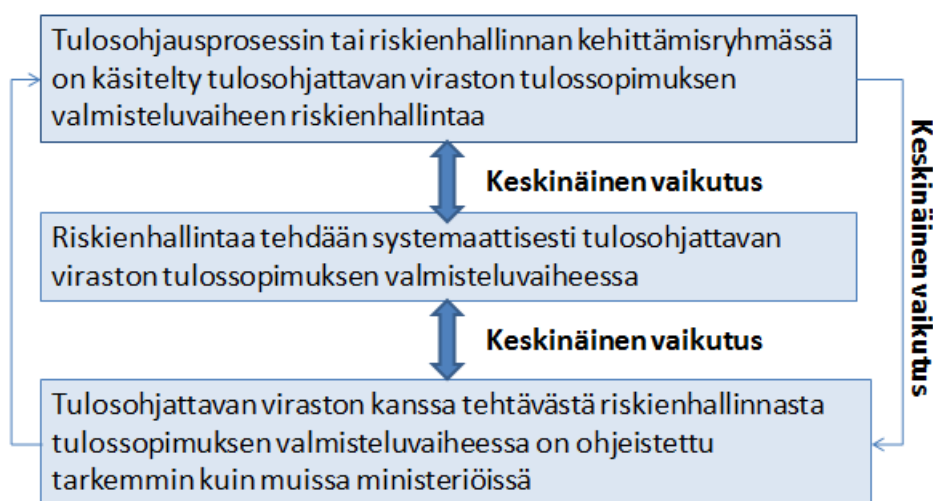 Tulosohjausprosessin tai riskienhallinnan kehittämisryhmässä
on käsitelty tulosohjattavan viraston tulossopimuksen
valmisteluvaiheen riskienhallintaa
Keskinäinen vaikutus
Riskienhallintaa tehdään systemaattisesti tulosohjattavan
viraston tulossopimuksen valmisteluvaiheessa
Keskinäinen vaikutus
Tulosohjattavan viraston kanssa tehtävästä riskienhallinnasta
tulossopimuksen valmisteluvaiheessa on ohjeistettu
tarkemmin kuin muissa ministeriöissä
Keskinäinen vaikutus